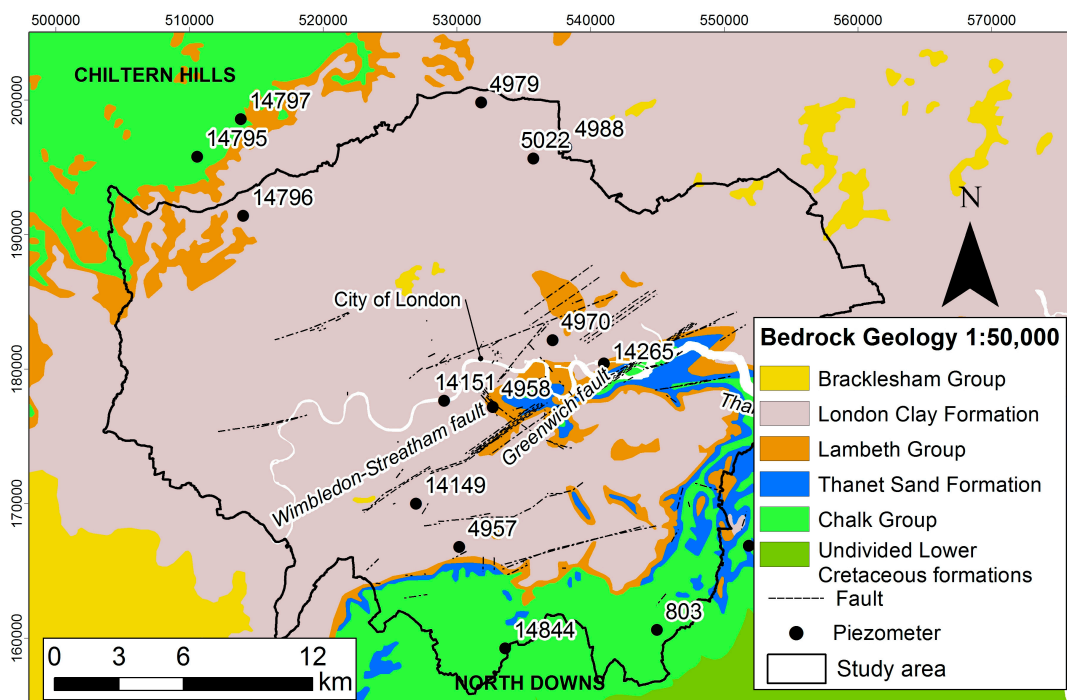 500000 510000 520000 530000 540000 550000 560000 570000
CHILTERN HILLS
200000
14797
4979
14795
5022
4988
14796
190000
N
City of London
4970
180000
14265
14151
4958
Wimbledon-Streatham fault
Greenwich fault
Tha
170000
14149
4957
803
14844
160000
NORTH DOWNS
0 3 6 12
km
Bedrock Geology 1:50,000
Bracklesham Group
London Clay Formation
Lambeth Group
Thanet Sand Formation
Chalk Group
Undivided Lower
Cretaceous formations
Fault
Piezometer
Study area